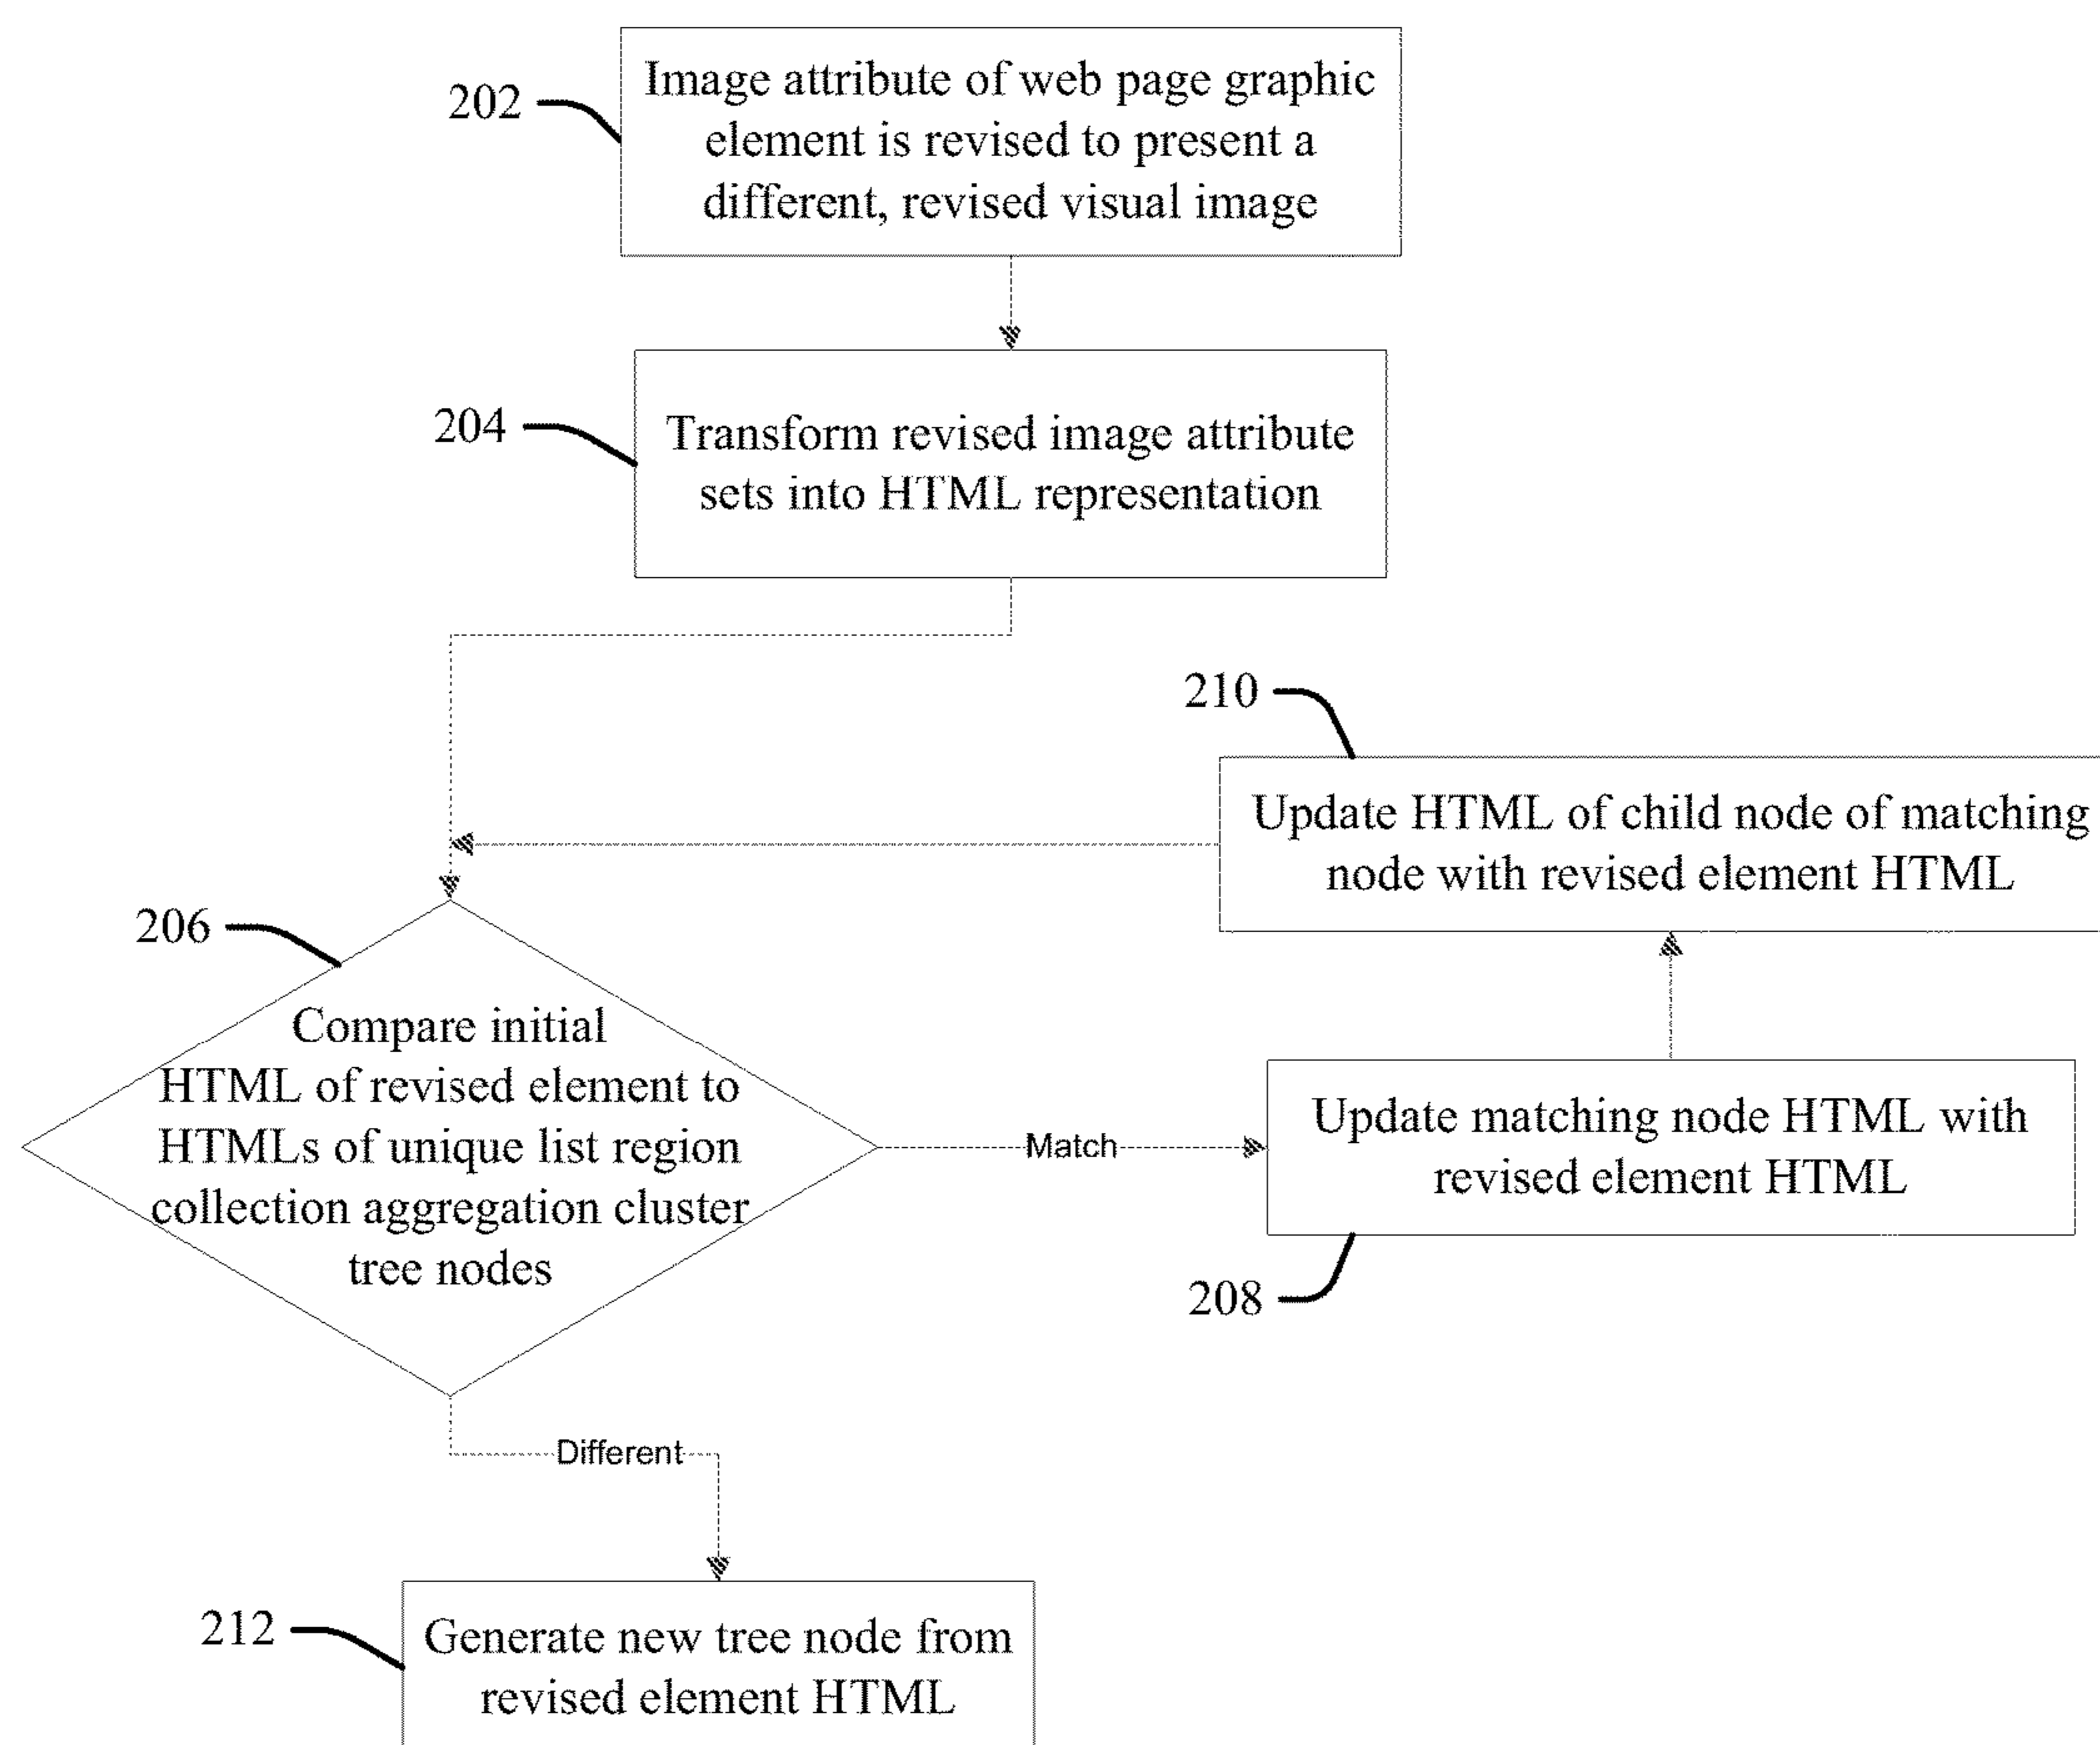 202
Image attribute of web page graphic
element is revised to present a
different, revised visual image
204
Transform revised image attribute
sets into HTML representation
210
Update HTML of child node of matching
node with revised element HTML
206
Compare initial
HTML of revised element to
HTMLs of unique list region
collection aggregation cluster
tree nodes
Match
Update matching node HTML with
revised element HTML
208
Different
212
Generate new tree node from
revised element HTML